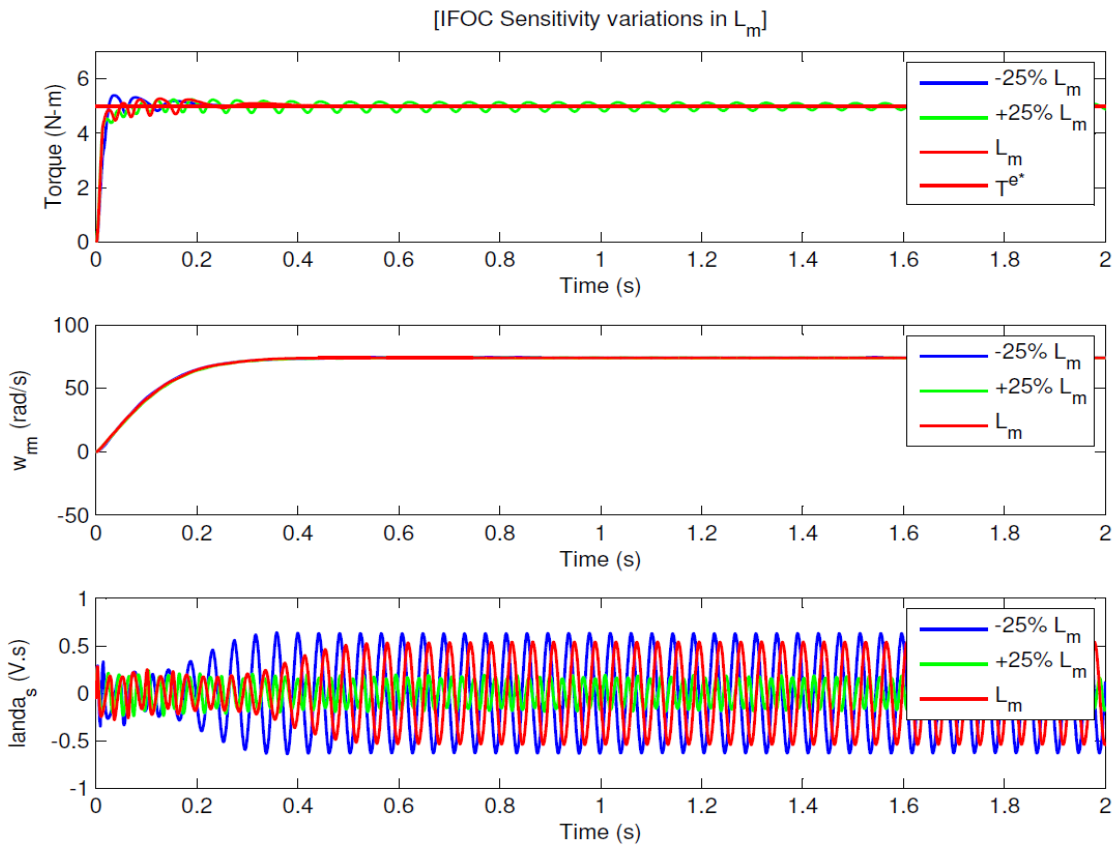 [IFOC Sensitivity variations in Lm]
Torque (N-m)
6
4
2
0
-25% Lm
+25% Lm
Lm
Te*
0 0.2 0.4 0.6 0.8 1 1.2 1.4 1.6 1.8 2
Time (s)
wrm (rad/s)
100
50
0
-50
-25% Lm
+25% Lm
Lm
0 0.2 0.4 0.6 0.8 1 1.2 1.4 1.6 1.8 2
Time (s)
landas (V.s)
1
0.5
0
-0.5
-1
-25% Lm
+25% Lm
Lm
0 0.2 0.4 0.6 0.8 1 1.2 1.4 1.6 1.8 2
Time (s)